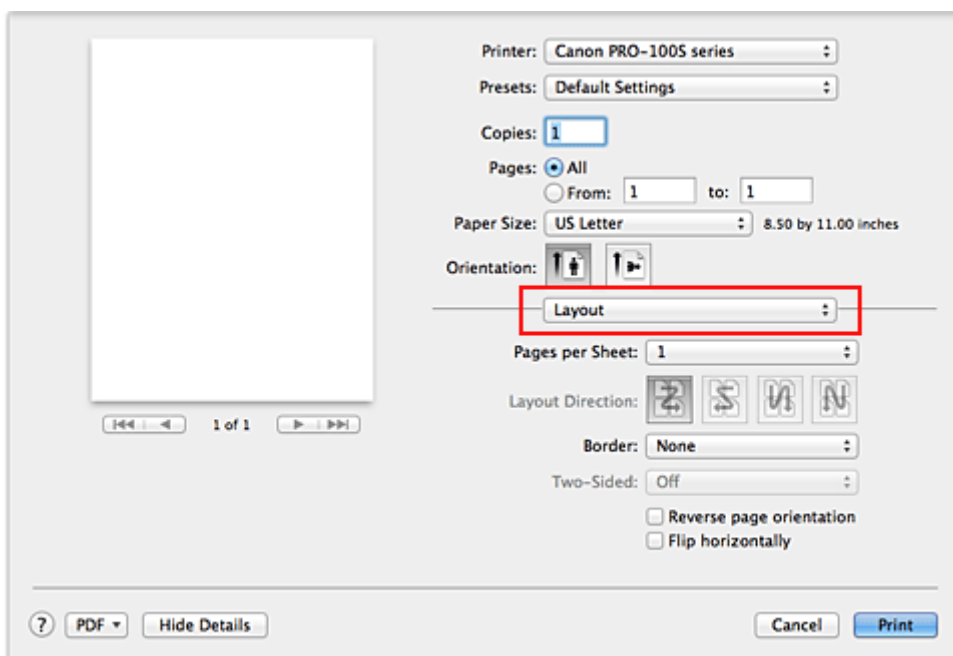 Printer: Canon PRO-100S series
Presets: Default Settings
Copies: 1
Pages: All
From: 1 to: 1
Paper Size: US Letter 8.50 by 11.00 inches
Orientation:
Layout
Pages per Sheet: 1
Layout Direction:
1 of 1
Border: None
Two-Sided: Off
Reverse page orientation
Flip horizontally
? PDF Hide Details Cancel Print